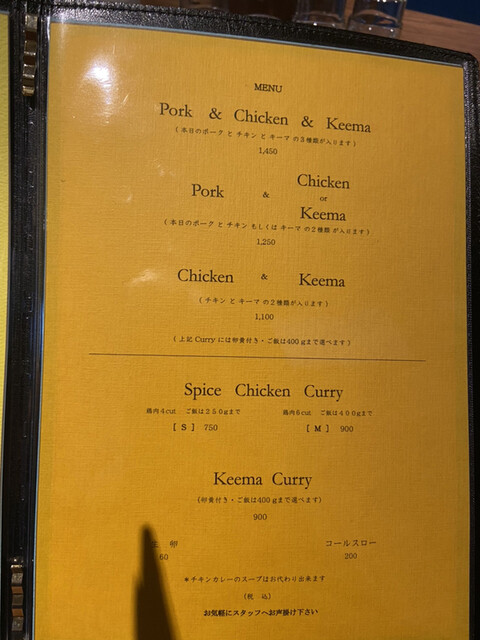 MENU
Pork & Chicken & Keema
(本日のポークとチキンとキーマの3種類が入ります)
1,450
Pork & Chicken
or
Keema
(本日のポークとチキンもしくはキーマの2種類が入ります)
1,250
Chicken & Keema
(チキンとキーマの2種類が入ります)
1,100
(上記Curryには卵黄付き・ご飯は400gまで選べます)
Spice Chicken Curry
鶏肉4cut ご飯は250gまで 鶏肉6cut ご飯は400gまで
[S] 750 [M] 900
Keema Curry
(卵黄付き・ご飯は400gまで選べます)
900
卵 コールスロー
60 200
*チキンカレーのスープはお代わり出来ます
(税 込)
お気軽にスタッフへお声掛け下さい